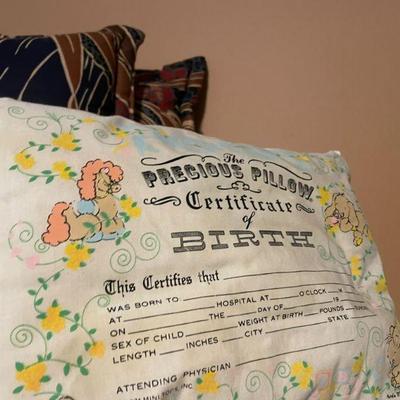 The
PRECIOUS PILLOW
Certificate
of
BIRTH
This Certifies that
WAS BORN TO HOSPITAL AT O'CLOCK
AT THE DAY OF 19
ON WEIGHT AT BIRTH POUNDS
SEX OF CHILD CITY STATE
LENGTH INCHES
ATTENDING PHYSICIAN